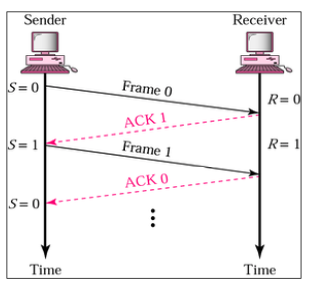 Sender Receiver
S = 0 Frame 0 R = 0
ACK 1
S = 1 Frame 1 R = 1
ACK 0
S = 0
Time Time